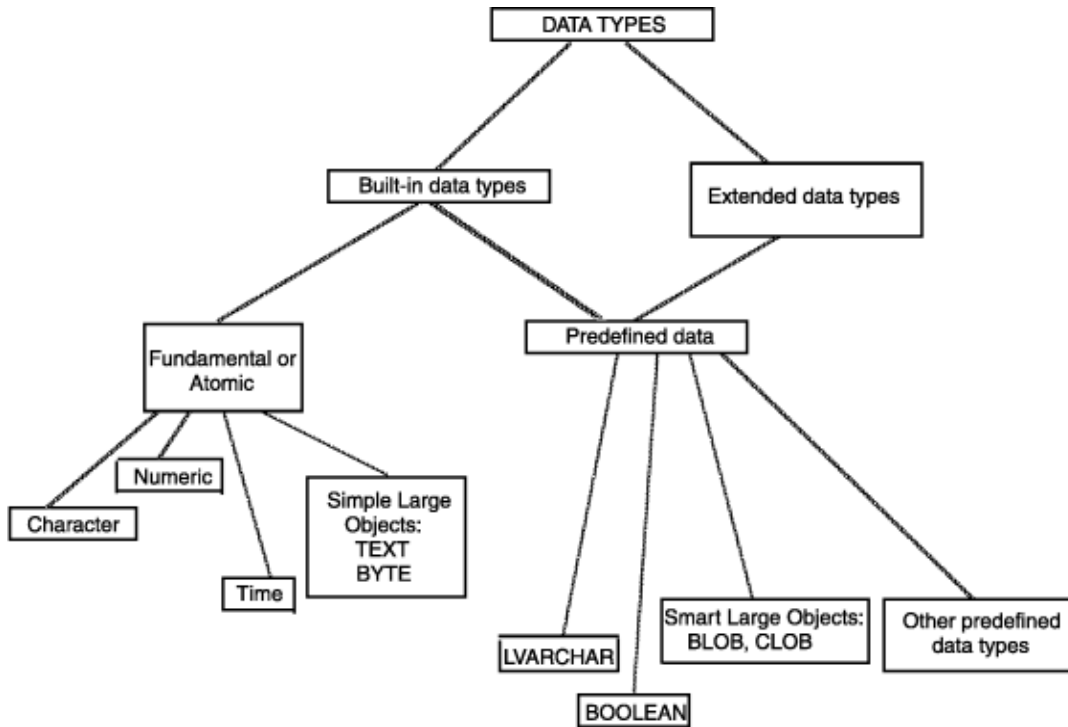 DATA TYPES
Built-in data types
Extended data types
Fundamental or
Atomic
Predefined data
Numeric
Character
Simple Large
Objects:
TEXT
BYTE
Time
LVARCHAR
BOOLEAN
Smart Large Objects:
BLOB, CLOB
Other predefined
data types